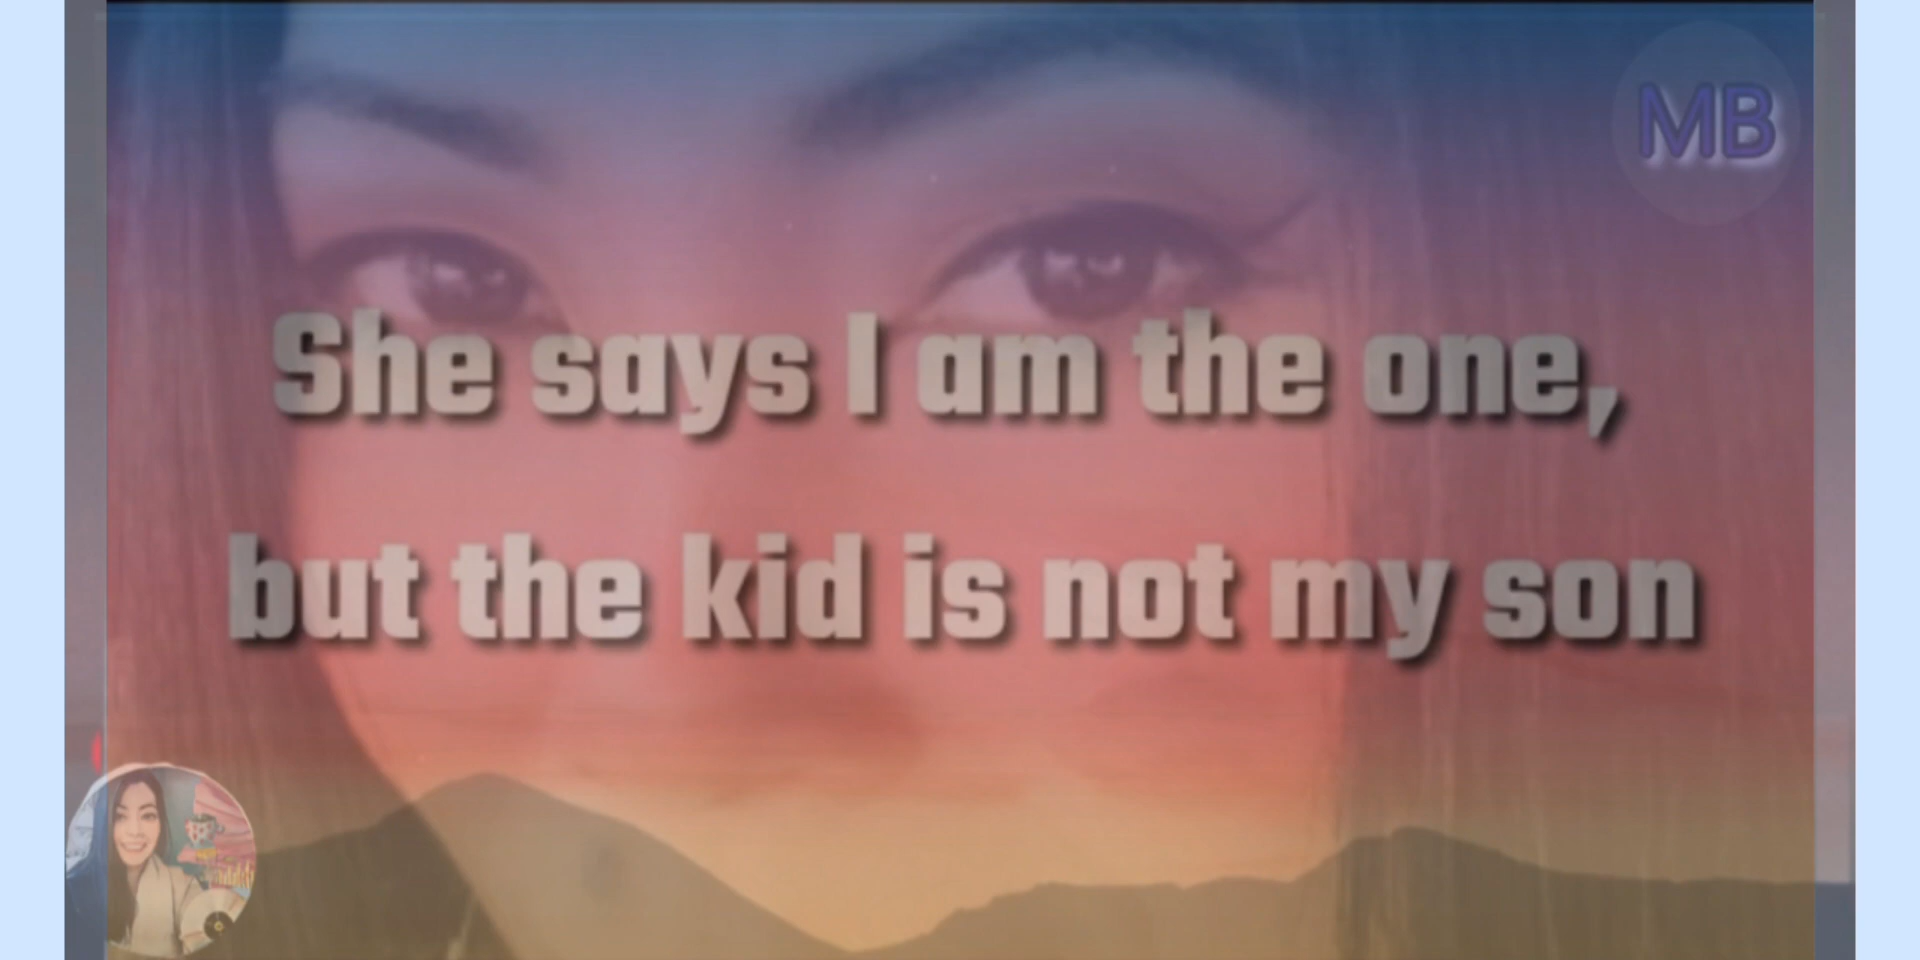 MB
She says I am the one,
but the kid is not my son